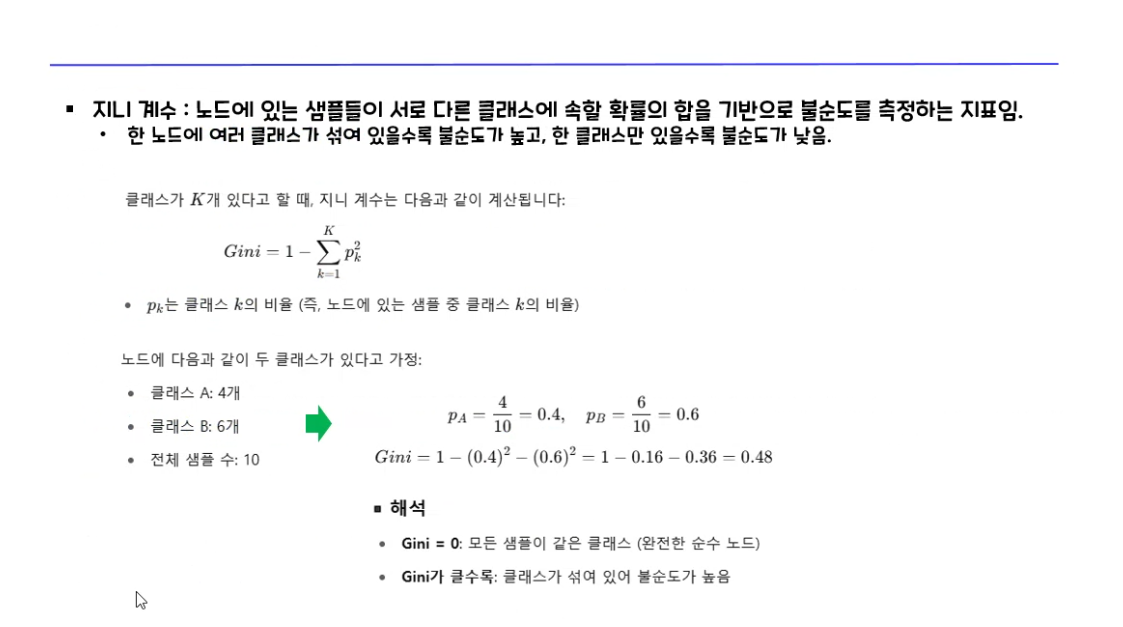 ▪ 지니 계수 : 노드에 있는 샘플들이 서로 다른 클래스에 속할 확률의 합을 기반으로 불순도를 측정하는 지표임.
• 한 노드에 여러 클래스가 섞여 있을수록 불순도가 높고, 한 클래스만 있을수록 불순도가 낮음.
클래스가 K개 있다고 할 때, 지니 계수는 다음과 같이 계산됩니다:
Gini = 1 − ∑_{k=1}^{K} p_k^2
• p_k는 클래스 k의 비율 (즉, 노드에 있는 샘플 중 클래스 k의 비율)
노드에 다음과 같이 두 클래스가 있다고 가정:
• 클래스 A: 4개
• 클래스 B: 6개
• 전체 샘플 수: 10
p_A = 4/10 = 0.4, p_B = 6/10 = 0.6
Gini = 1 − (0.4)^2 − (0.6)^2 = 1 − 0.16 − 0.36 = 0.48
▪ 해석
• Gini = 0: 모든 샘플이 같은 클래스 (완전한 순수 노드)
• Gini가 클수록: 클래스가 섞여 있어 불순도가 높음